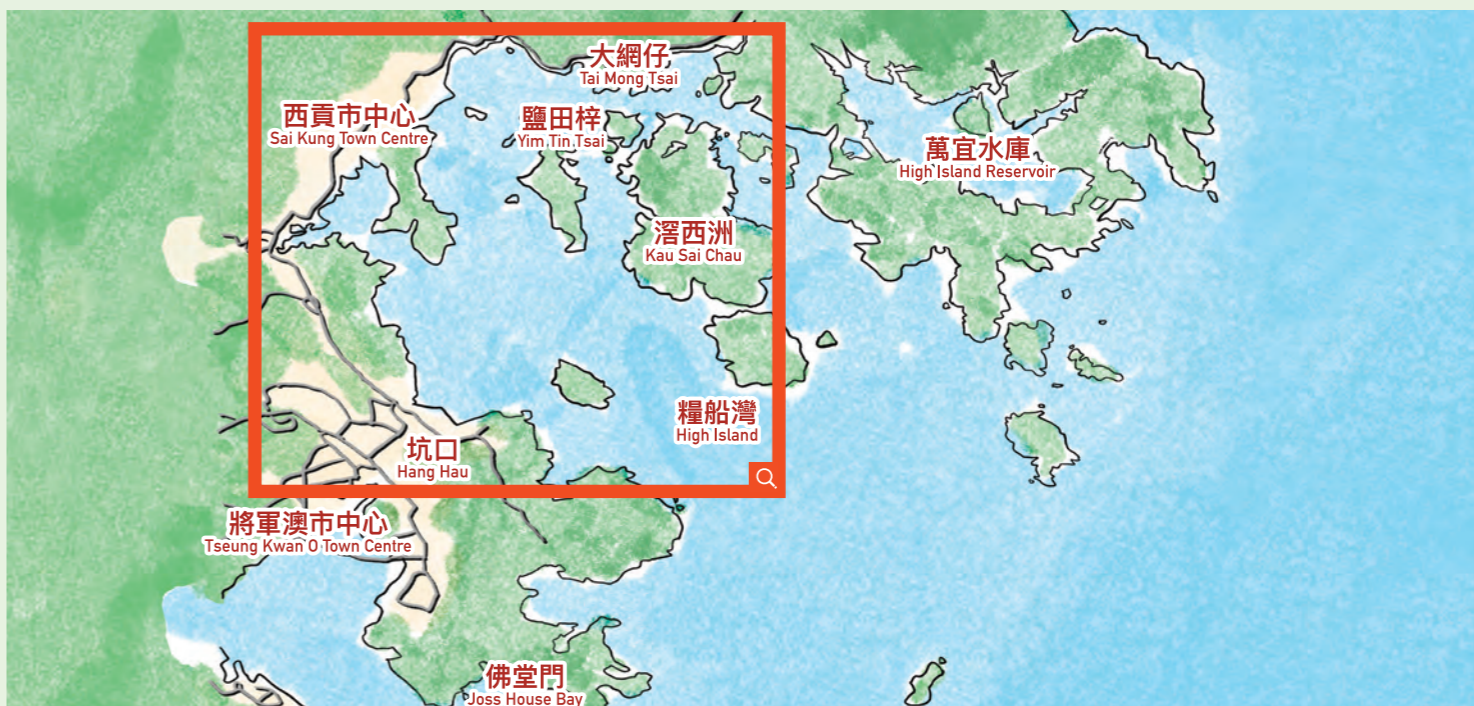 大網仔
Tai Mong Tsai
西貢市中心
Sai Kung Town Centre
鹽田梓
Yim Tin Tsai
萬宜水庫
High Island Reservoir
滘西洲
Kau Sai Chau
糧船灣
High Island
坑口
Hang Hau
將軍澳市中心
Tseung Kwan O Town Centre
佛堂門
Joss House Bay